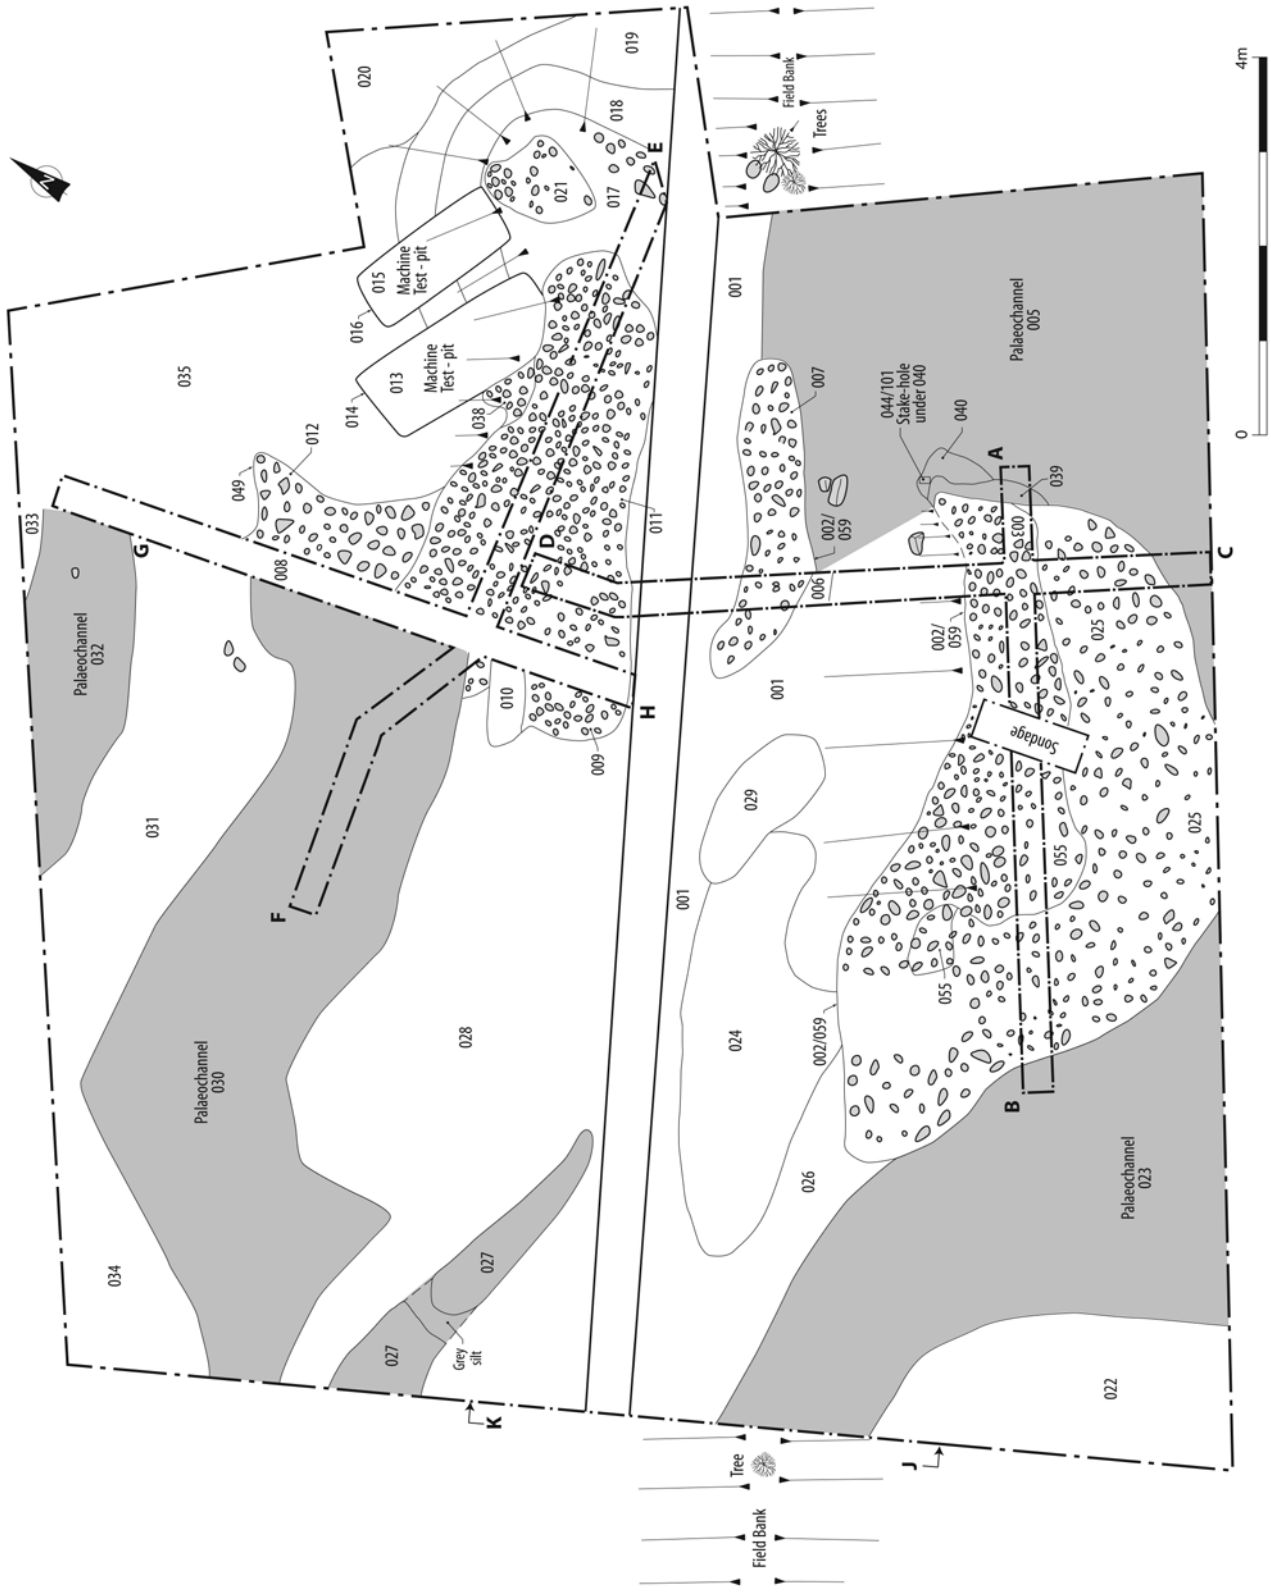 N
019
020
018
E
021
017
015
Machine
Test - pit
016
013
Machine
Test - pit
014
035
038
012
049
011
D
033
G
008
Palaeochannel
032
010
H
009
031
F
028
Palaeochannel
030
034
027
027
Grey
silt
K
Field Bank
Trees
4m
0
001
Palaeochannel
005
007
044/101
Stake-hole
under 040
040
A
039
002/
059
003
C
006
002/
059
025
001
Sondage
029
001
055
025
055
024
002/059
B
026
Palaeochannel
023
022
J
Tree
Field Bank